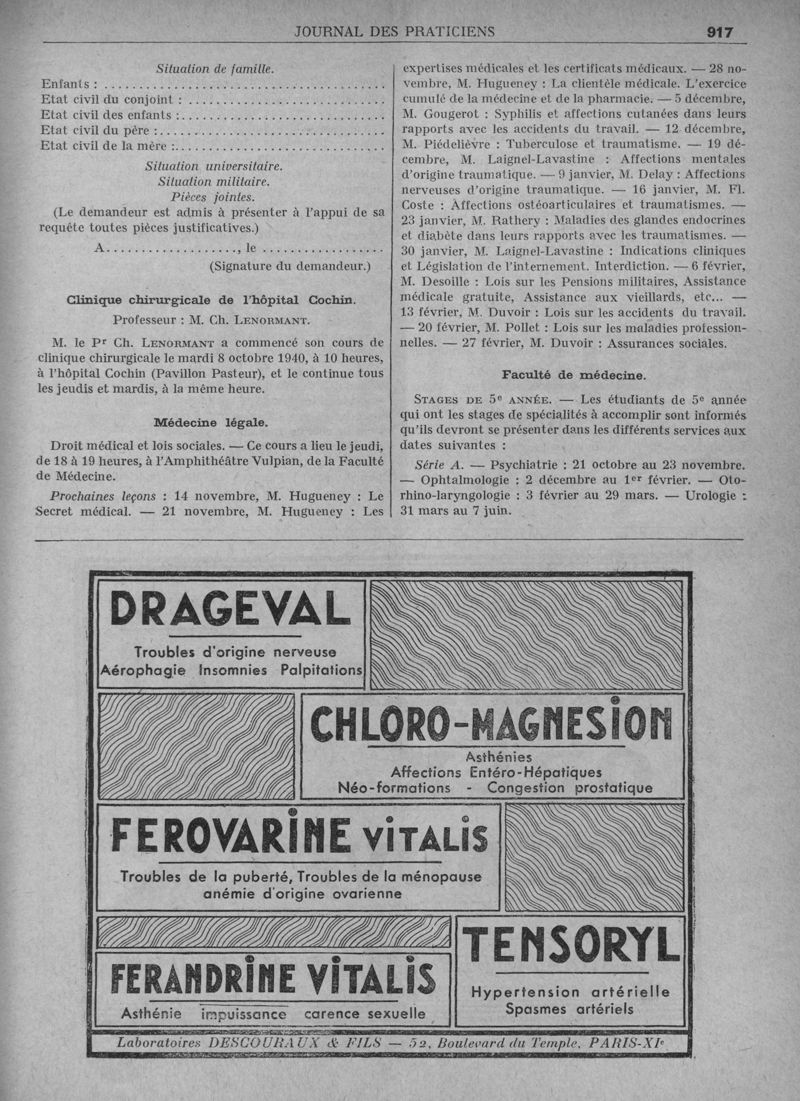 JOURNAL DES PRATICIENS 917
Situation de famille.
Enfants : ........................................
Etat civil du conjoint : ............................
Etat civil des enfants :.............................
Etat civil du père :................................
Etat civil de la mère :..............................
Situation universitaire.
Situation militaire.
Pièces jointes.
(Le demandeur est admis à présenter à l'appui de sa
requête toutes pièces justificatives.)
A..................., le ..................
(Signature du demandeur.)
Clinique chirurgicale de l'hôpital Cochin.
Professeur : M. Ch. LENORMANT.
M. le Pr Ch. LENORMANT a commencé son cours de
clinique chirurgicale le mardi 8 octobre 1940, à 10 heures,
à l'hôpital Cochin (Pavillon Pasteur), et le continue tous
les jeudis et mardis, à la même heure.
Médecine légale.
Droit médical et lois sociales. — Ce cours a lieu le jeudi,
de 18 à 19 heures, à l'Amphithéâtre Vulpian, de la Faculté
de Médecine.
Prochaines leçons : 14 novembre, M. Hugueney : Le
Secret médical. — 21 novembre, M. Hugueney : Les
expertises médicales et les certificats médicaux. — 28 no-
vembre, M. Hugueney : La clientèle médicale. L'exercice
cumulé de la médecine et de la pharmacie. — 5 décembre,
M. Gougerot : Syphilis et affections cutanées dans leurs
rapports avec les accidents du travail. — 12 décembre,
M. Piédelièvre : Tuberculose et traumatisme. — 19 dé-
cembre, M. Laignel-Lavastine : Affections mentales
d'origine traumatique. — 9 janvier, M. Delay : Affections
nerveuses d'origine traumatique. — 16 janvier, M. Fl.
Coste : Affections ostéoarticulaires et traumatismes. —
23 janvier, M. Rathery : Maladies des glandes endocrines
et diabète dans leurs rapports avec les traumatismes. —
30 janvier, M. Laignel-Lavastine : Indications cliniques
et Législation de l'internement. Interdiction. — 6 février,
M. Desoille : Lois sur les Pensions militaires, Assistance
médicale gratuite, Assistance aux vieillards, etc... —
13 février, M. Duvoir : Lois sur les accidents du travail.
— 20 février, M. Pollet : Lois sur les maladies profession-
nelles. — 27 février, M. Duvoir : Assurances sociales.
Faculté de médecine.
STAGES DE 5e ANNÉE. — Les étudiants de 5e année
qui ont les stages de spécialités à accomplir sont informés
qu'ils devront se présenter dans les différents services aux
dates suivantes :
Série A. — Psychiatrie : 21 octobre au 23 novembre.
— Ophtalmologie : 2 décembre au 1er février. — Oto-
rhino-laryngologie : 3 février au 29 mars. — Urologie :
31 mars au 7 juin.
DRAGEVAL
Troubles d'origine nerveuse
Aérophagie Insomnies Palpitations
CHLORO-MAGNESION
Asthénies
Affections Entéro-Hépatiques
Néo-formations - Congestion prostatique
FEROVARINE VITALIS
Troubles de la puberté, Troubles de la ménopause
anémie d'origine ovarienne
FERANDRINE VITALIS
Asthénie impuissance carence sexuelle
TENSORYL
Hypertension artérielle
Spasmes artériels
Laboratoires DESCOURAUX & FILS — 52, Boulevard du Temple, PARIS-XIe